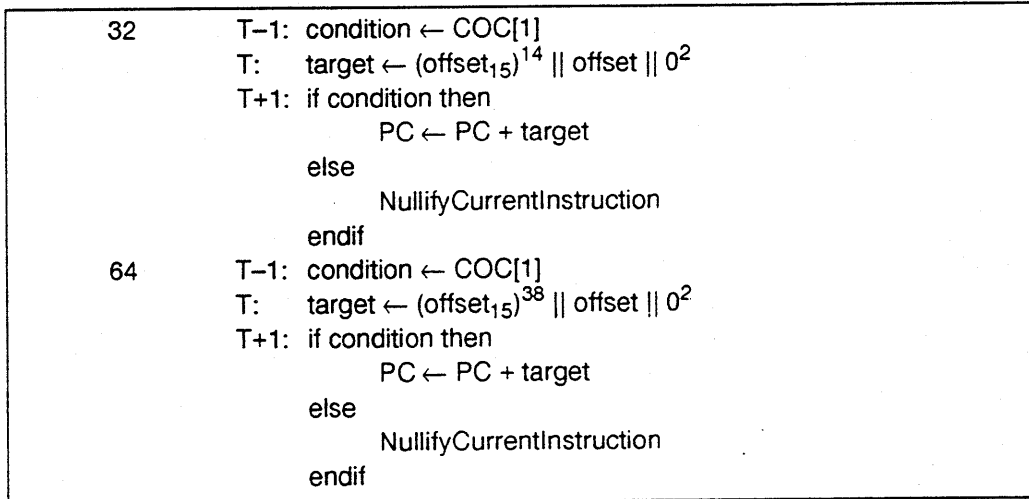 32 T–1: condition ← COC[1]
T: target ← (offset₁₅)¹⁴ || offset || 0²
T+1: if condition then
PC ← PC + target
else
NullifyCurrentInstruction
endif
64 T–1: condition ← COC[1]
T: target ← (offset₁₅)³⁸ || offset || 0²
T+1: if condition then
PC ← PC + target
else
NullifyCurrentInstruction
endif